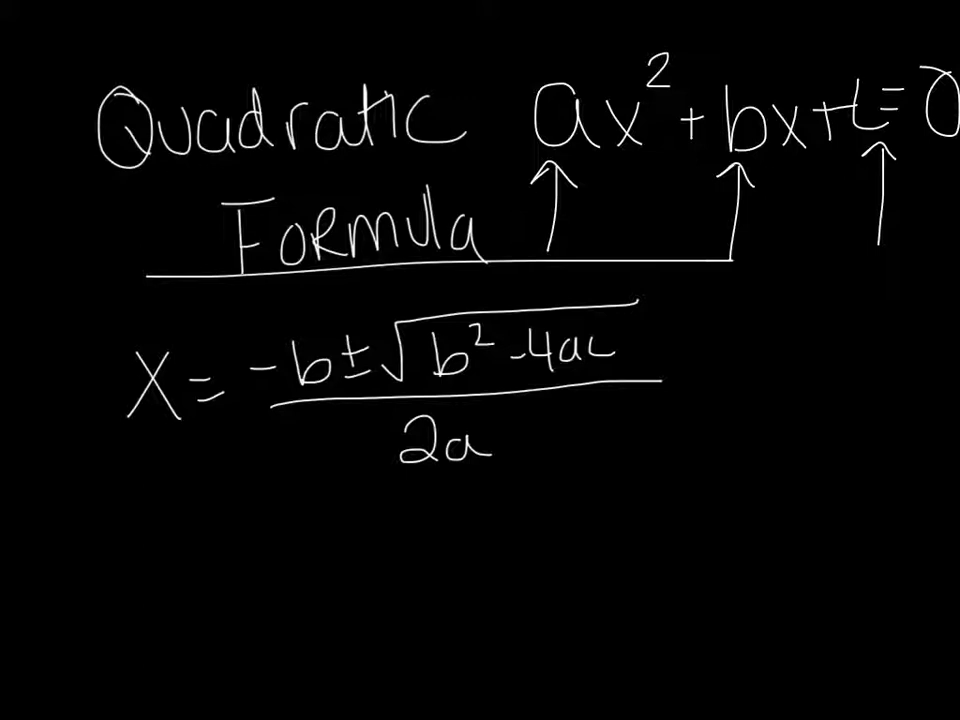 Quadratic ax² + bx + c = 0
Formula
x = -b ± √(b² - 4ac)
2a